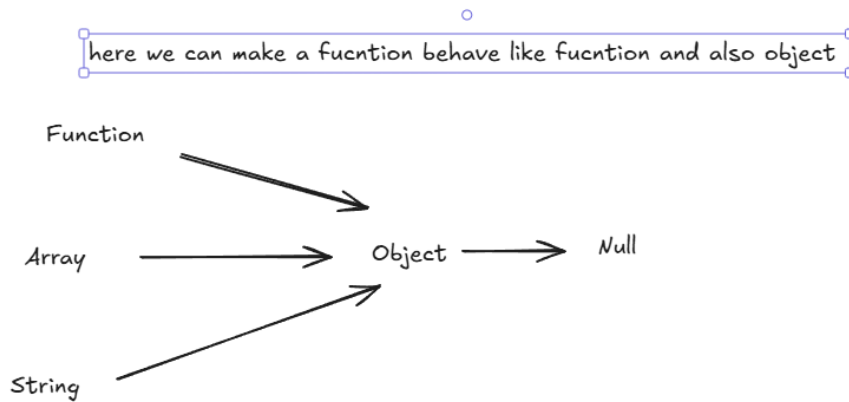 here we can make a fucntion behave like fucntion and also object
Function
Array
Object
Null
String